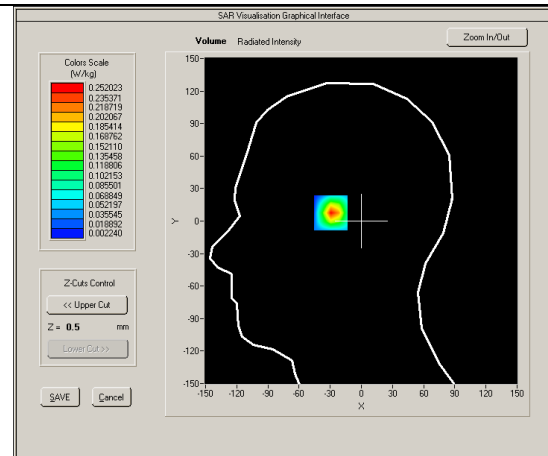 SAR Visualisation Graphical Interface
Volume Radiated Intensity
Zoom In/Out
Colors Scale
(W/kg)
0.252023
0.235371
0.218719
0.202067
0.185414
0.168762
0.152110
0.135458
0.118806
0.102153
0.085501
0.068849
0.052197
0.035545
0.018892
0.002240
Z-Cuts Control
<< Upper Cut
Z = 0.5 mm
Lower Cut >>
SAVE Cancel
150
120
90
60
30
0
-30
-60
-90
-120
-150
Y
-150 -120 -90 -60 -30 0 30 60 90 120 150
X